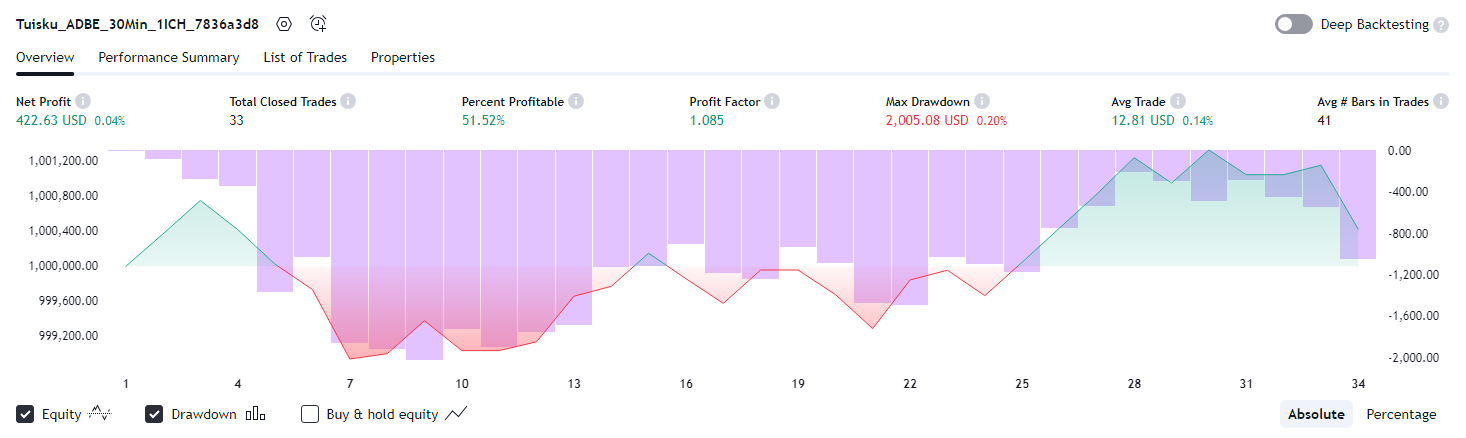 Tuisku_ADBE_30Min_1ICH_7836a3d8 Deep Backtesting ?
Overview Performance Summary List of Trades Properties
Net Profit i Total Closed Trades i Percent Profitable i Profit Factor i Max Drawdown i Avg Trade i Avg # Bars in Trades i
422.63 USD 0.04% 33 51.52% 1.085 2,005.08 USD 0.20% 12.81 USD 0.14% 41
1,001,200.00 0.00
1,000,800.00 -400.00
1,000,400.00 -800.00
1,000,000.00 -1,200.00
999,600.00 -1,600.00
999,200.00 -2,000.00
1 4 7 10 13 16 19 22 25 28 31 34
Equity Drawdown Buy & hold equity Absolute Percentage